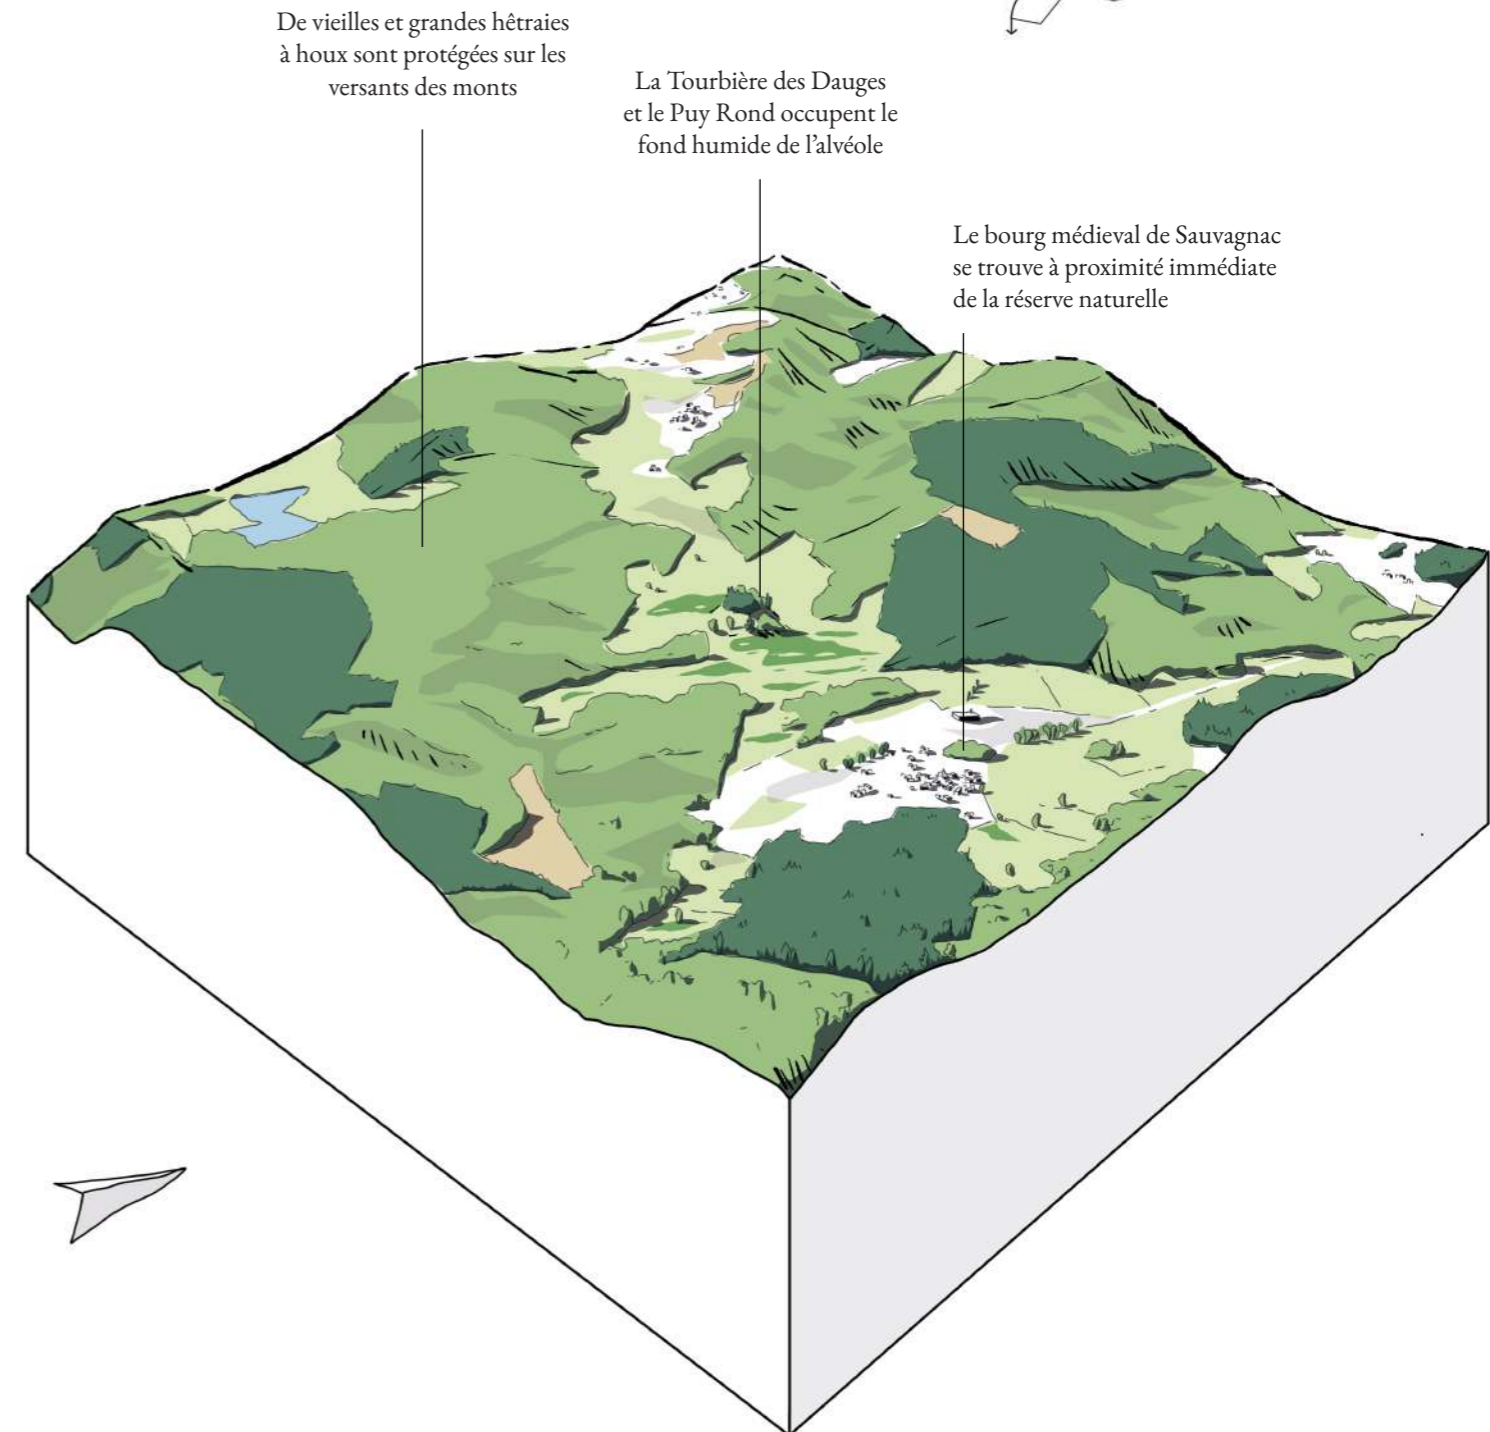 De vieilles et grandes hêtraies
à houx sont protégées sur les
versants des monts
La Tourbière des Dauges
et le Puy Rond occupent le
fond humide de l'alvéole
Le bourg médieval de Sauvagnac
se trouve à proximité immédiate
de la réserve naturelle